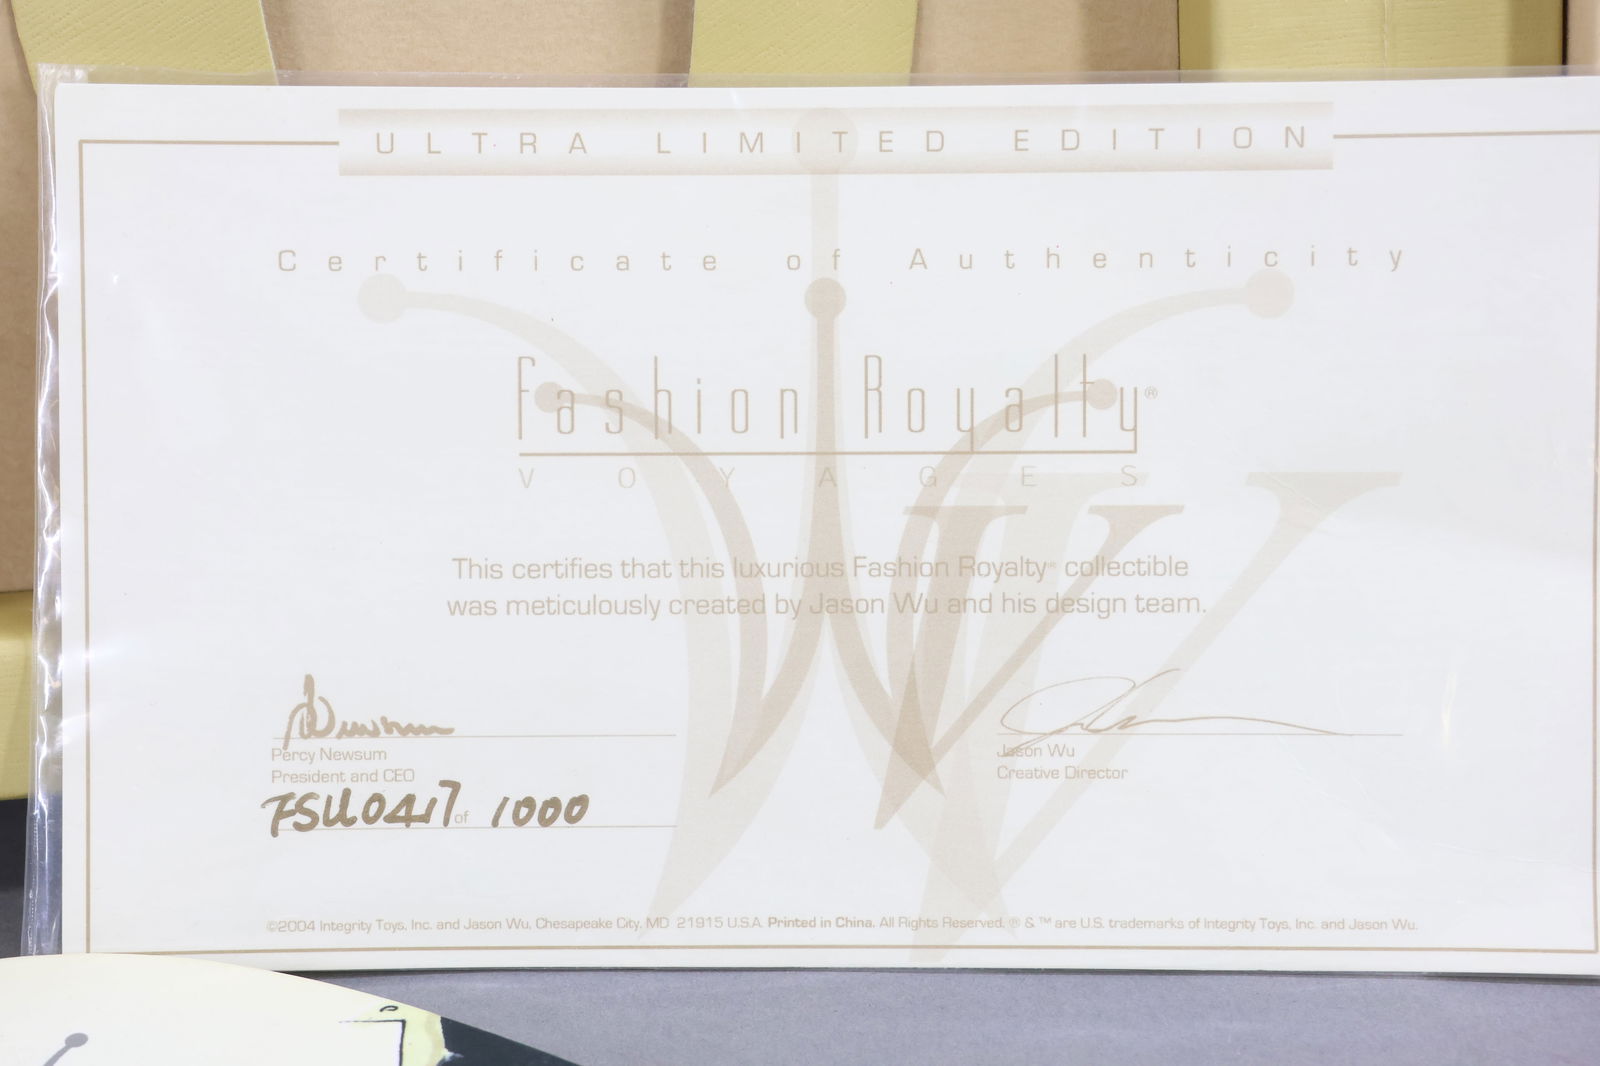 ULTRA LIMITED EDITION
Certificate of Authenticity
Fashion Royalty®
VOYAGES
This certifies that this luxurious Fashion Royalty® collectible
was meticulously created by Jason Wu and his design team.
Percy Newsum
Jason Wu
President and CEO
Creative Director
FSU0417 of 1000
©2004 Integrity Toys, Inc. and Jason Wu, Chesapeake City, MD 21915 U.S.A. Printed in China. All Rights Reserved. ® & ™ are U.S. trademarks of Integrity Toys, Inc. and Jason Wu.